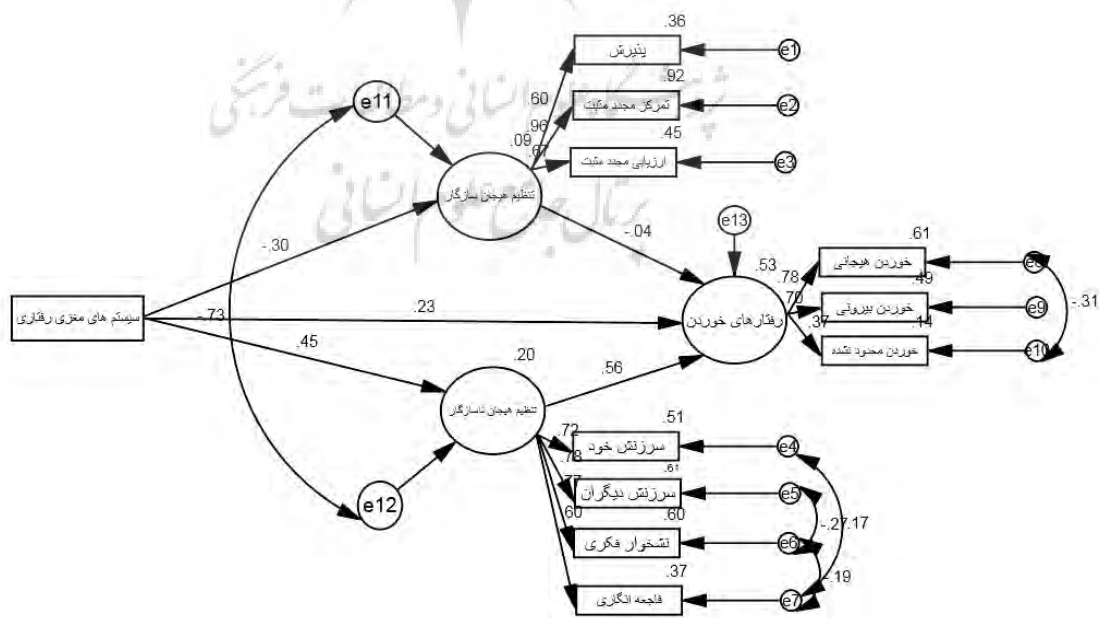 .36
پذیرش
e1
.92
e11
.60
تمرکز مجدد مثبت
e2
.96
.45
.09
.67
ارزیابی مجدد مثبت
e3
تنظیم هیجان سازگار
پرتال جامع علوم انسانی
e13
-.30
-.04
.53
.61
.78
خوردن هیجانی
.49
سیستم های مغزی رفتاری
-.73
.23
رفتارهای خوردن
.70
خوردن بیرونی
e9
-.31
.37
.14
خوردن محدود نشده
e10
.45
.20
.56
تنظیم هیجان ناسازگار
.51
.72
سرزنش خود
e4
.78
.61
.77
سرزنش دیگران
e5
e12
.60
.60
نشخوار فکری
e6
-.27
.17
.37
-.19
فاجعه انگاری
e7